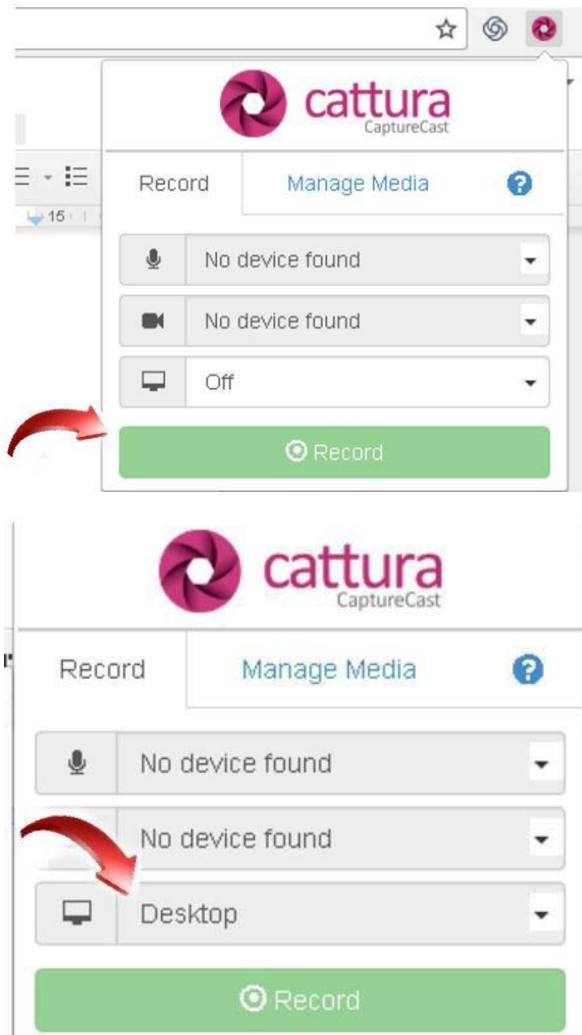 cattura
CaptureCast
Record Manage Media ?
15
No device found
No device found
Off
Record
cattura
CaptureCast
Record Manage Media ?
No device found
No device found
Desktop
Record